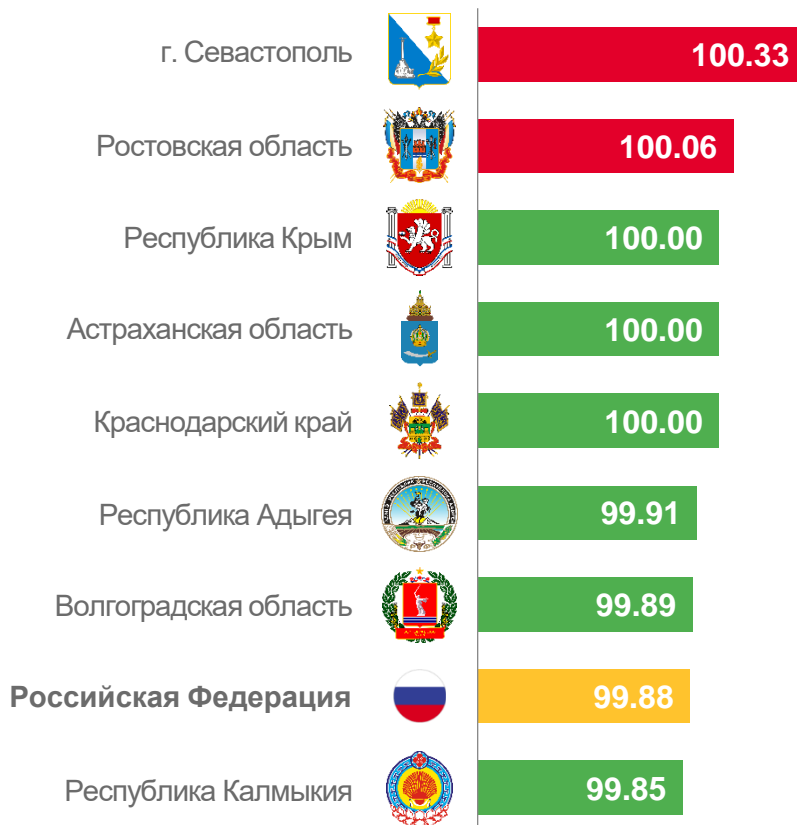 г. Севастополь 100.33
Ростовская область 100.06
Республика Крым 100.00
Астраханская область 100.00
Краснодарский край 100.00
Республика Адыгея 99.91
Волгоградская область 99.89
Российская Федерация 99.88
Республика Калмыкия 99.85